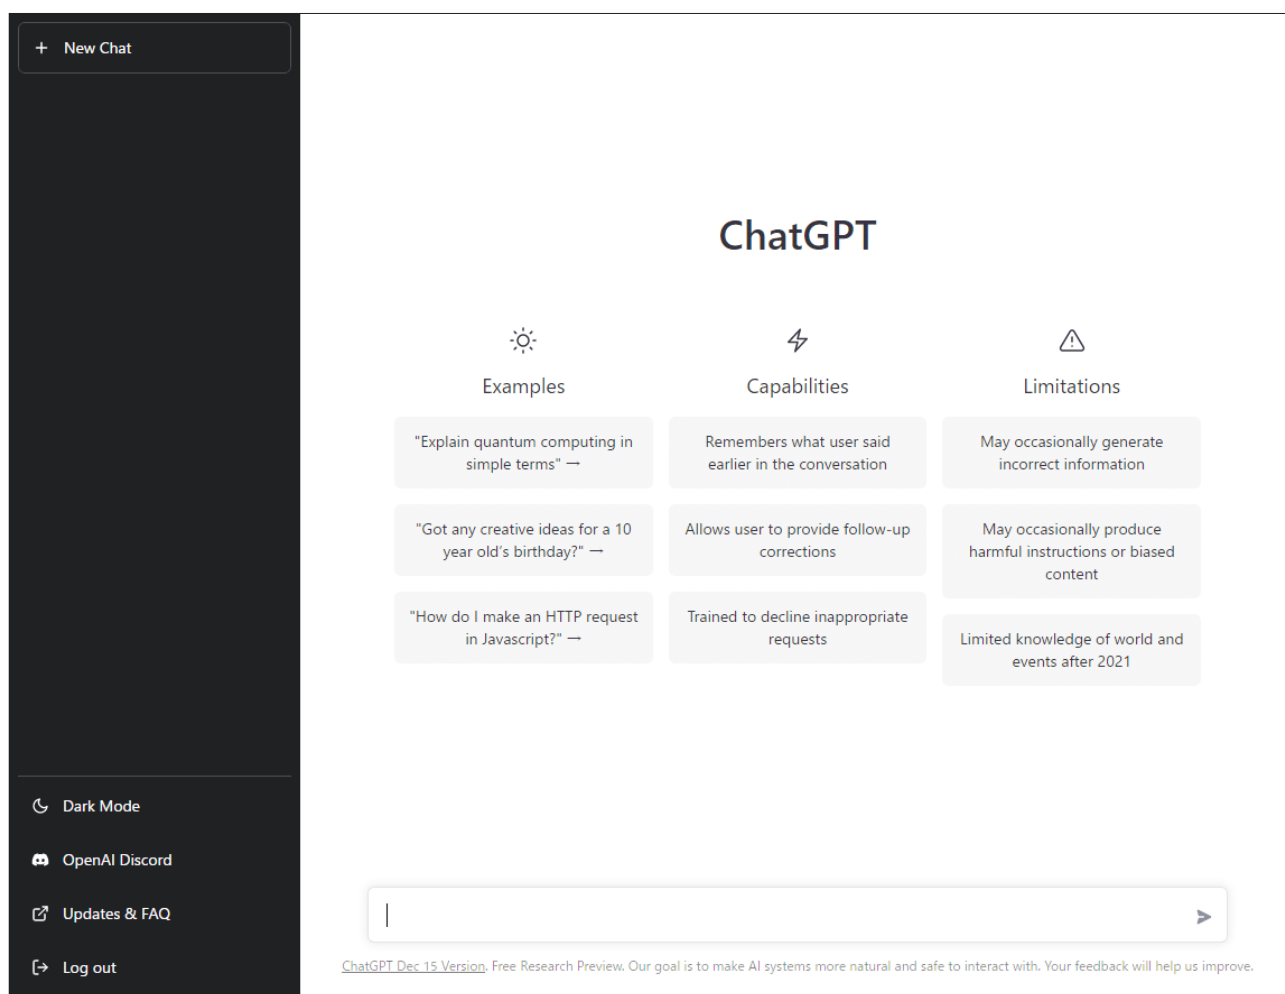 New Chat
Dark Mode
OpenAI Discord
Updates & FAQ
Log out
ChatGPT
Examples
"Explain quantum computing in
simple terms" →
"Got any creative ideas for a 10
year old's birthday?" →
"How do I make an HTTP request
in Javascript?" →
Capabilities
Remembers what user said
earlier in the conversation
Allows user to provide follow-up
corrections
Trained to decline inappropriate
requests
Limitations
May occasionally generate
incorrect information
May occasionally produce
harmful instructions or biased
content
Limited knowledge of world and
events after 2021
ChatGPT Dec 15 Version. Free Research Preview. Our goal is to make AI systems more natural and safe to interact with. Your feedback will help us improve.